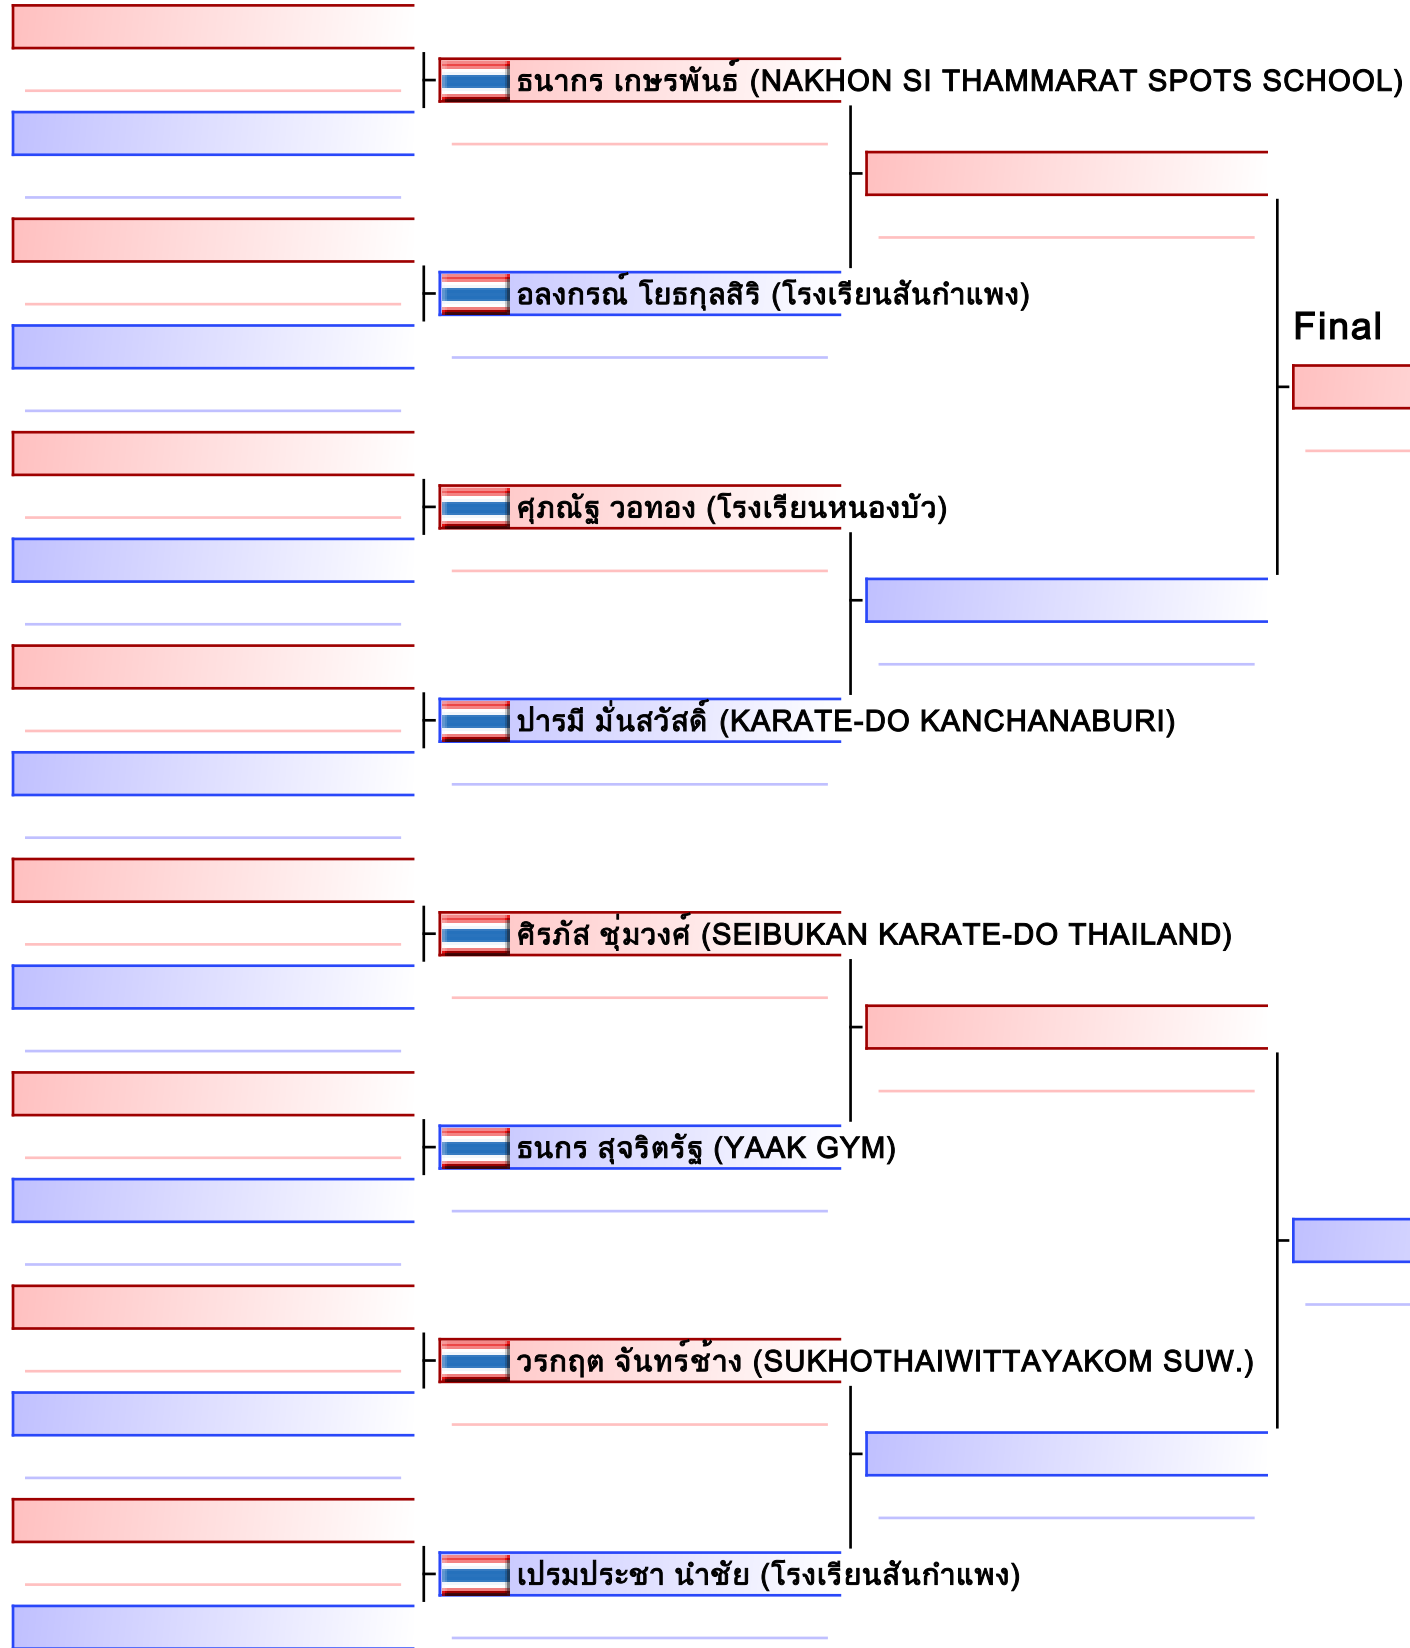 ธนากร เกษรพันธ์ (NAKHON SI THAMMARAT SPOTS SCHOOL)
อลงกรณ์ โยธกุลสิริ (โรงเรียนสันกำแพง)
Final
ศุภณัฐ วอทอง (โรงเรียนหนองบัว)
ปารมี มั่นสวัสดิ์ (KARATE-DO KANCHANABURI)
ศิรภัส ชุ่มวงศ์ (SEIBUKAN KARATE-DO THAILAND)
ธนกร สุจริตรัฐ (YAAK GYM)
วรกฤต จันทร์ช้าง (SUKHOTHAIWITTAYAKOM SUW.)
เปรมประชา นำชัย (โรงเรียนสันกำแพง)